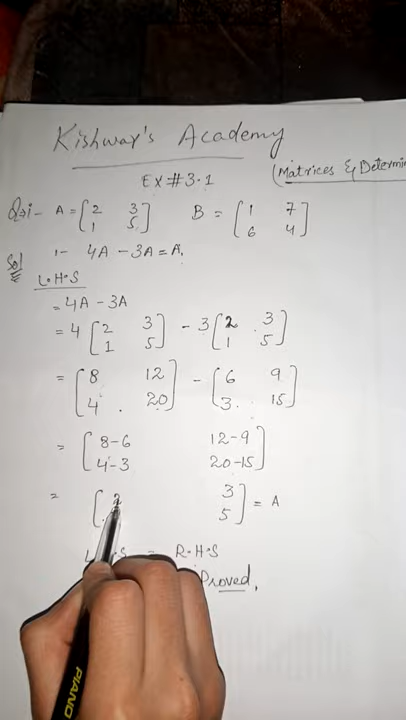 Kishwar's Academy
EX#3.1 (Matrices & Determin
Q1:- A = [2 3 B = [1 7
1 5] 6 4]
1- 4A - 3A = A.
Sol
L.H.S
= 4A - 3A
= 4 [2 3 - 3 [2 3
1 5] 1 5]
= [8 12 - [6 9
4 20] 3 15]
= [8-6 12-9
4-3 20-15]
= [2 3
5] = A
= R.H.S
Proved.
PIANO